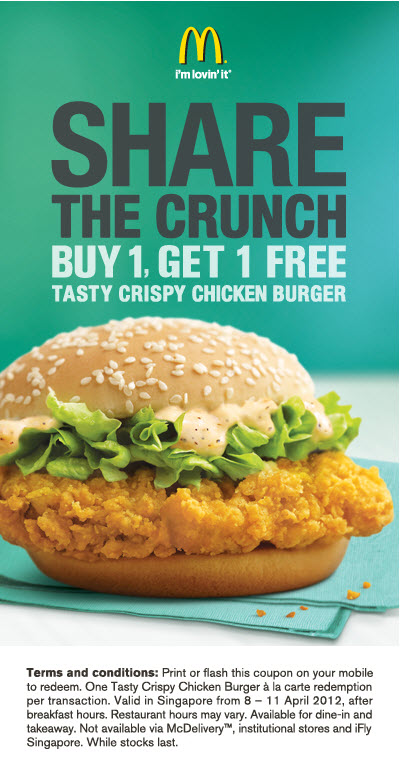 i'm lovin' it®
SHARE
THE CRUNCH
BUY 1, GET 1 FREE
TASTY CRISPY CHICKEN BURGER
Terms and conditions: Print or flash this coupon on your mobile
to redeem. One Tasty Crispy Chicken Burger à la carte redemption
per transaction. Valid in Singapore from 8 – 11 April 2012, after
breakfast hours. Restaurant hours may vary. Available for dine-in and
takeaway. Not available via McDelivery™, institutional stores and iFly
Singapore. While stocks last.